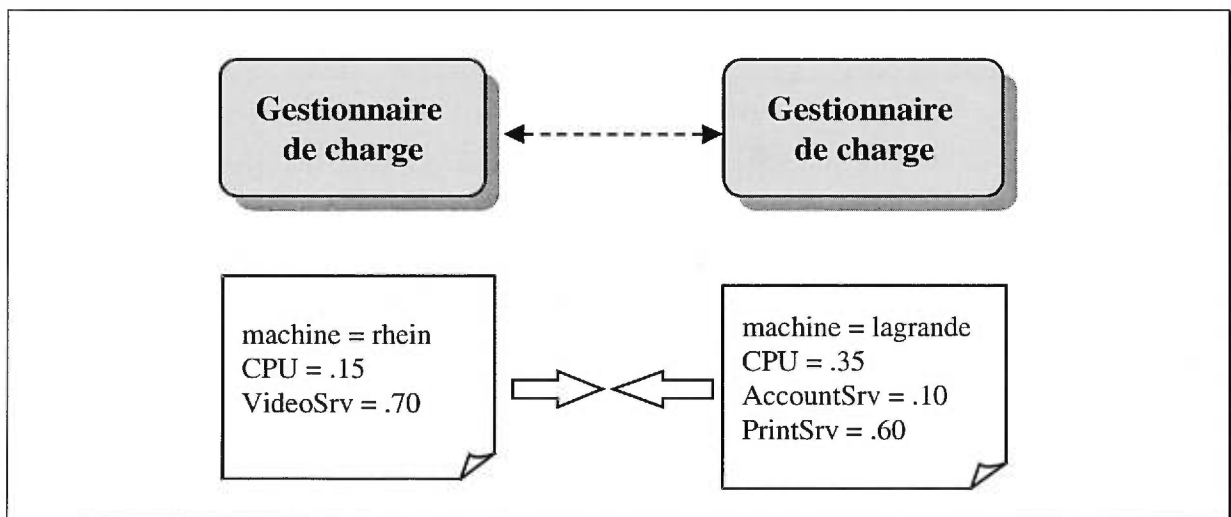 Gestionnaire
de charge
Gestionnaire
de charge
machine = rhein
CPU = .15
VideoSrv = .70
machine = lagrande
CPU = .35
AccountSrv = .10
PrintSrv = .60